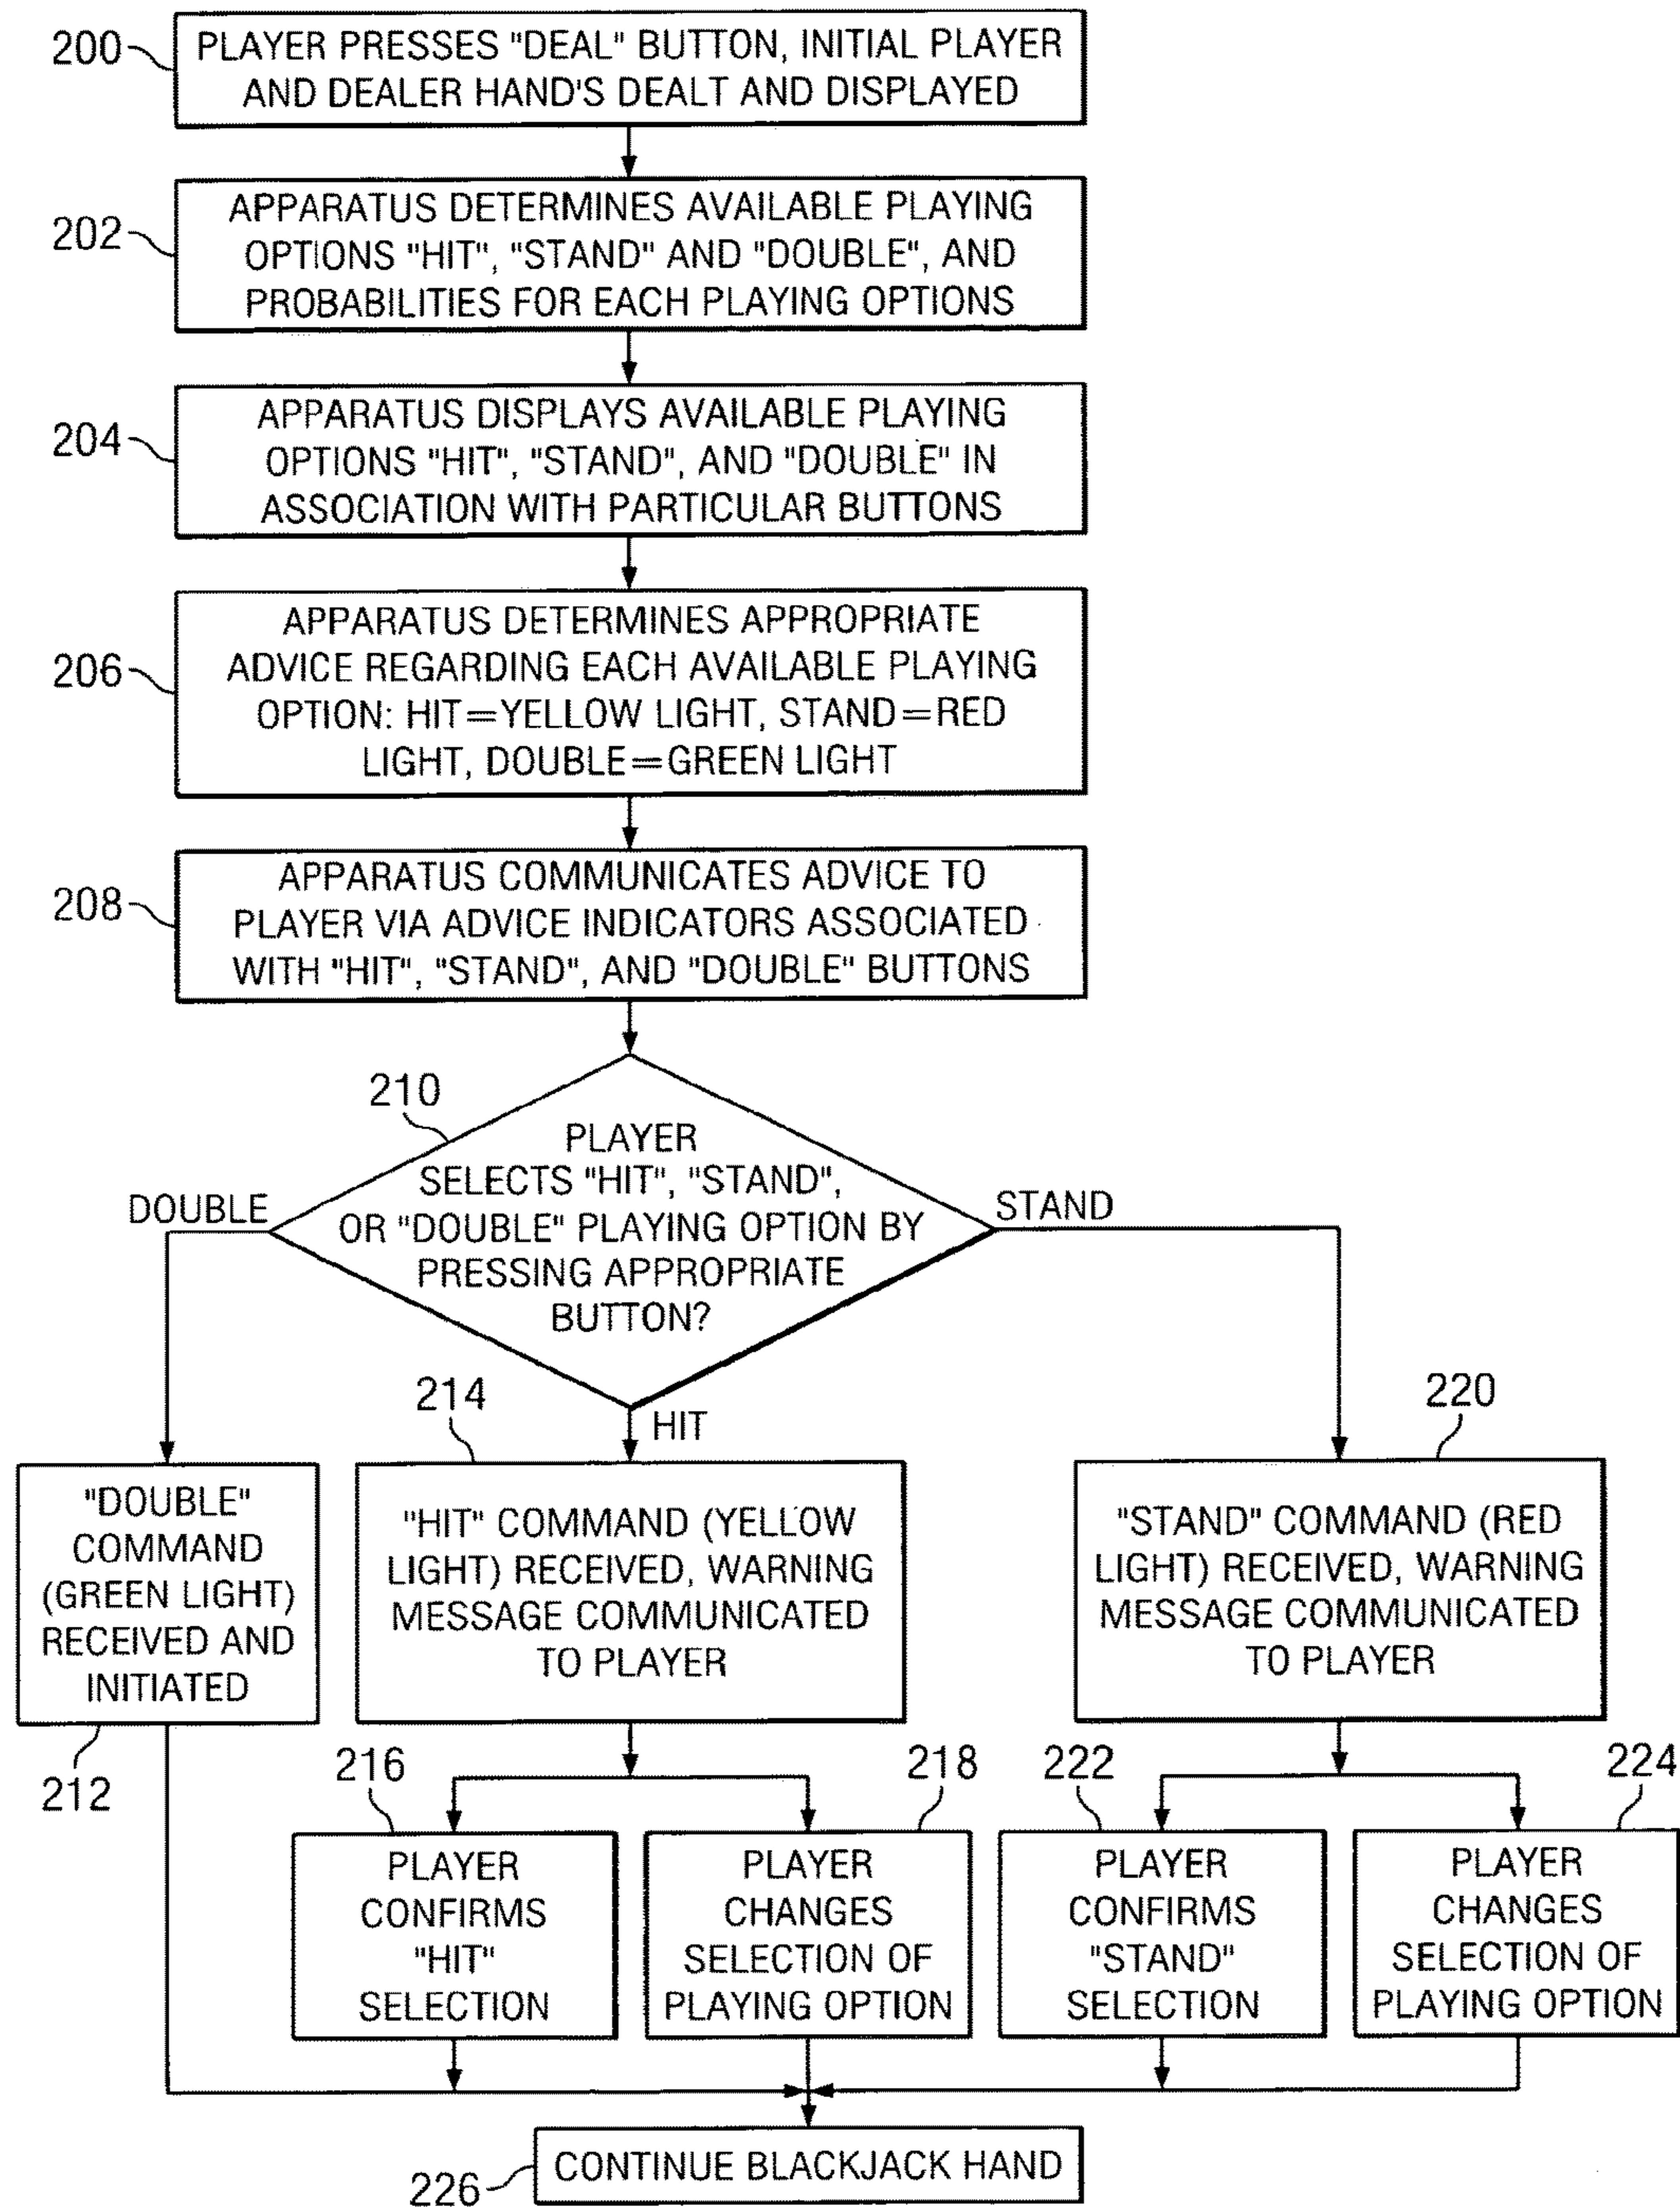 200
PLAYER PRESSES "DEAL" BUTTON, INITIAL PLAYER
AND DEALER HAND'S DEALT AND DISPLAYED
202
APPARATUS DETERMINES AVAILABLE PLAYING
OPTIONS "HIT", "STAND" AND "DOUBLE", AND
PROBABILITIES FOR EACH PLAYING OPTIONS
204
APPARATUS DISPLAYS AVAILABLE PLAYING
OPTIONS "HIT", "STAND", AND "DOUBLE" IN
ASSOCIATION WITH PARTICULAR BUTTONS
206
APPARATUS DETERMINES APPROPRIATE
ADVICE REGARDING EACH AVAILABLE PLAYING
OPTION: HIT=YELLOW LIGHT, STAND=RED
LIGHT, DOUBLE=GREEN LIGHT
208
APPARATUS COMMUNICATES ADVICE TO
PLAYER VIA ADVICE INDICATORS ASSOCIATED
WITH "HIT", "STAND", AND "DOUBLE" BUTTONS
210
PLAYER
SELECTS "HIT", "STAND",
OR "DOUBLE" PLAYING OPTION BY
PRESSING APPROPRIATE
BUTTON?
DOUBLE
STAND
HIT
"DOUBLE"
COMMAND
(GREEN LIGHT)
RECEIVED AND
INITIATED
212
214
"HIT" COMMAND (YELLOW
LIGHT) RECEIVED, WARNING
MESSAGE COMMUNICATED
TO PLAYER
220
"STAND" COMMAND (RED
LIGHT) RECEIVED, WARNING
MESSAGE COMMUNICATED
TO PLAYER
216
PLAYER
CONFIRMS
"HIT"
SELECTION
218
PLAYER
CHANGES
SELECTION OF
PLAYING OPTION
222
PLAYER
CONFIRMS
"STAND"
SELECTION
224
PLAYER
CHANGES
SELECTION OF
PLAYING OPTION
226
CONTINUE BLACKJACK HAND